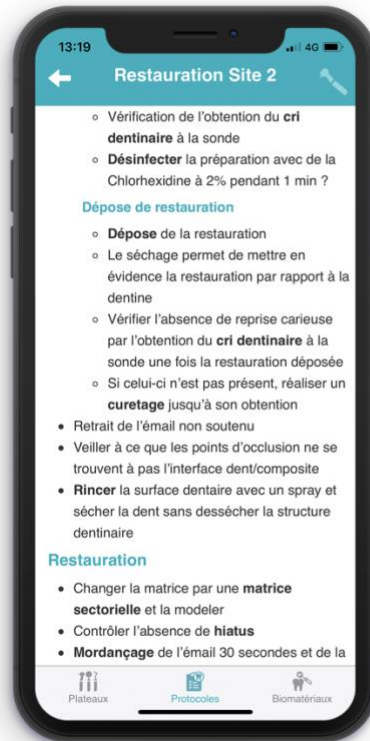 13:19
4G
Restauration Site 2
Vérification de l'obtention du cri
dentinaire à la sonde
Désinfecter la préparation avec de la
Chlorhexidine à 2% pendant 1 min ?
Dépose de restauration
Dépose de la restauration
Le séchage permet de mettre en
évidence la restauration par rapport à la
dentine
Vérifier l'absence de reprise carieuse
par l'obtention du cri dentinaire à la
sonde une fois la restauration déposée
Si celui-ci n'est pas présent, réaliser un
curetage jusqu'à son obtention
Retrait de l'émail non soutenu
Veiller à ce que les points d'occlusion ne se
trouvent à pas l'interface dent/composite
Rincer la surface dentaire avec un spray et
sécher la dent sans dessécher la structure
dentinaire
Restauration
Changer la matrice par une matrice
sectorielle et la modeler
Contrôler l'absence de hiatus
Mordançage de l'émail 30 secondes et de la
Plateaux
Protocoles
Biomatériaux